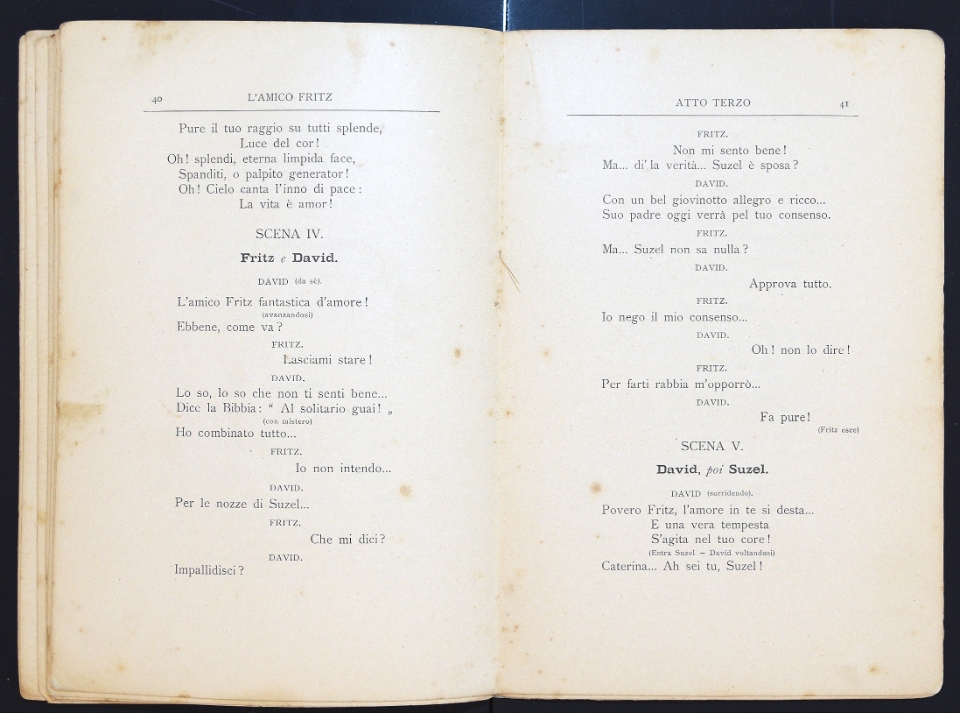 40
L'AMICO FRITZ
Pure il tuo raggio su tutti splende,
Luce del cor!
Oh! splendi, eterna limpida face,
Spanditi, o palpito generator!
Oh! Cielo canta l'inno di pace:
La vita è amor!
SCENA IV.
Fritz e David.
DAVID (da sè).
L'amico Fritz fantastica d'amore!
(avanzandosi)
Ebbene, come va?
FRITZ.
Lasciami stare!
DAVID.
Lo so, lo so che non ti senti bene...
Dice la Bibbia: “ Al solitario guai! „
(con mistero)
Ho combinato tutto...
FRITZ.
Io non intendo...
DAVID.
Per le nozze di Suzel...
FRITZ.
Che mi dici?
DAVID.
Impallidisci?
ATTO TERZO
41
FRITZ.
Non mi sento bene!
Ma... di' la verità... Suzel è sposa?
DAVID.
Con un bel giovinotto allegro e ricco...
Suo padre oggi verrà pel tuo consenso.
FRITZ.
Ma... Suzel non sa nulla?
DAVID.
Approva tutto.
FRITZ.
Io nego il mio consenso...
DAVID.
Oh! non lo dire!
FRITZ.
Per farti rabbia m'opporrò...
DAVID.
Fa pure!
(Fritz esce)
SCENA V.
David, poi Suzel.
DAVID (sorridendo).
Povero Fritz, l'amore in te si desta...
E una vera tempesta
S'agita nel tuo core!
(Entra Suzel – David voltandosi)
Caterina... Ah sei tu, Suzel!